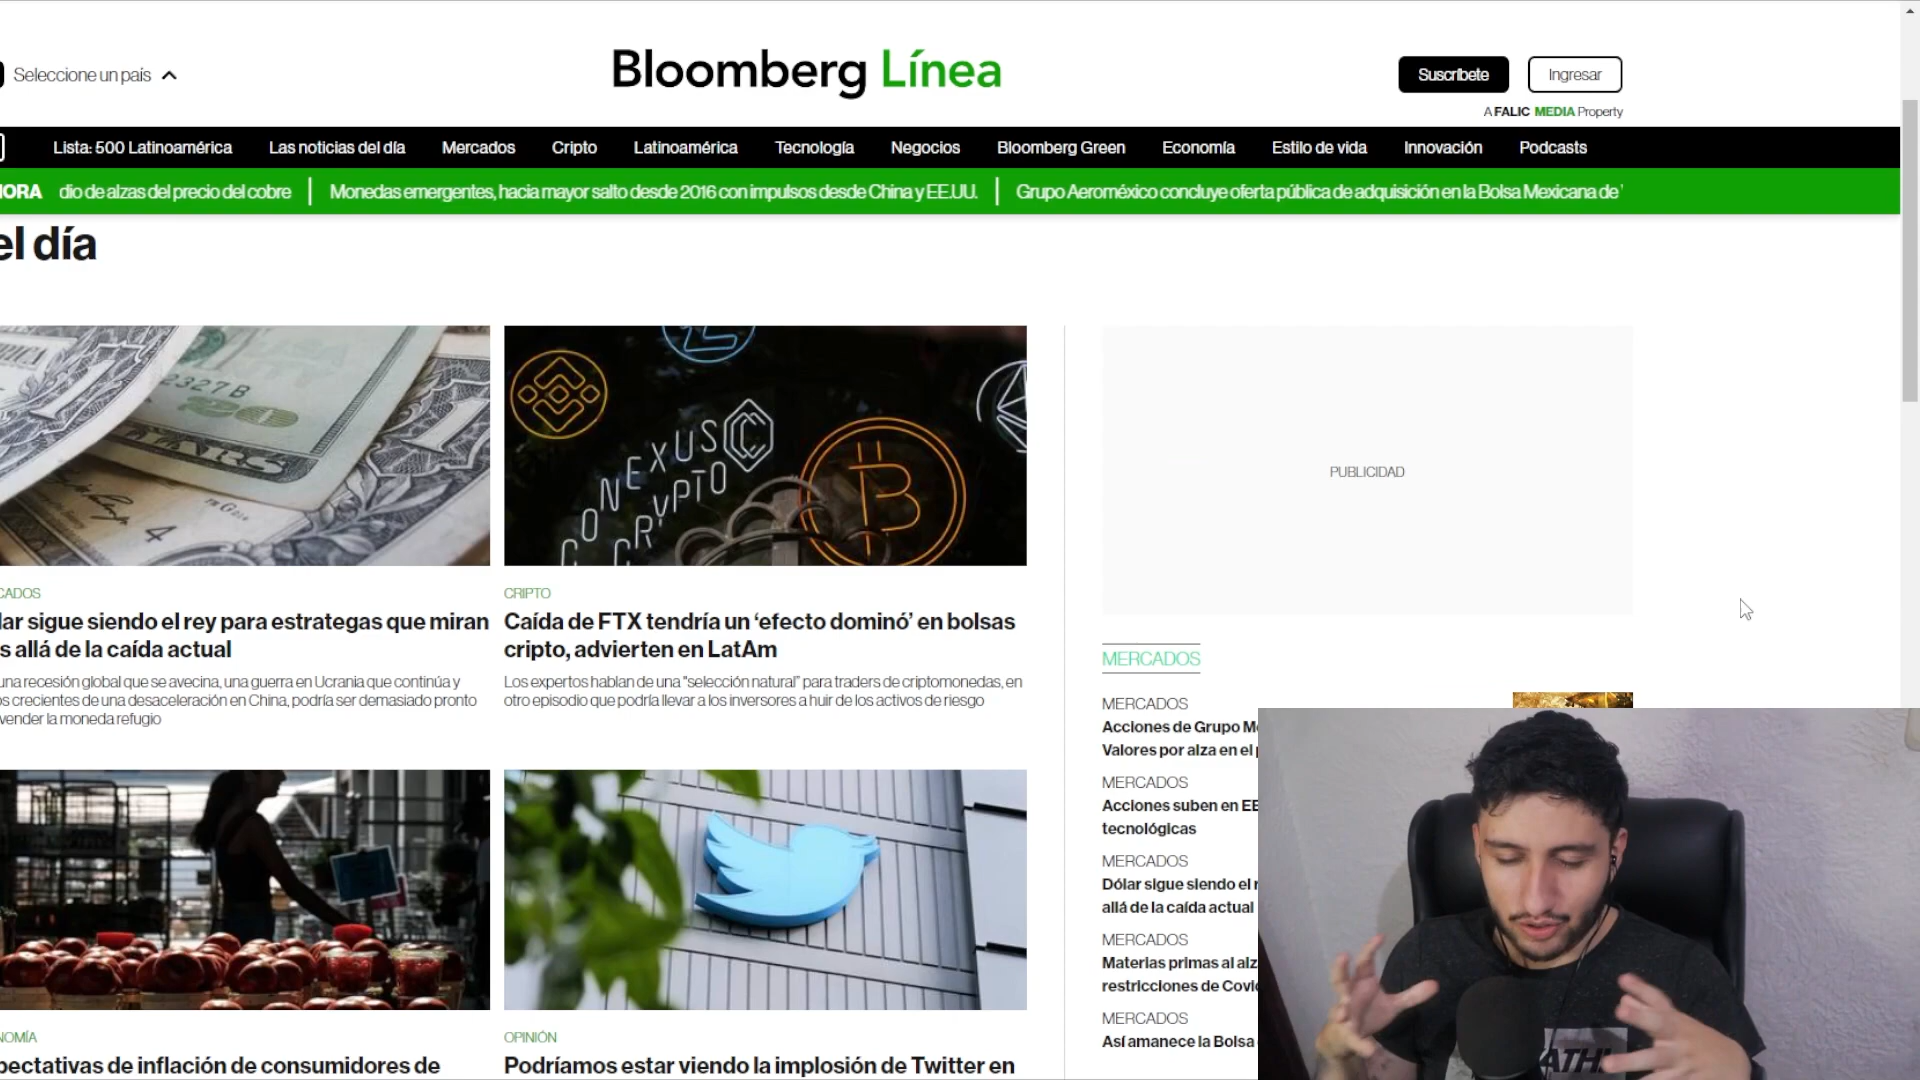 Seleccione un país
Bloomberg Línea
Suscríbete
Ingresar
A FALIC MEDIA Property
Lista: 500 Latinoamérica
Las noticias del día
Mercados
Cripto
Latinoamérica
Tecnología
Negocios
Bloomberg Green
Economía
Estilo de vida
Innovación
Podcasts
HORA dio de alzas del precio del cobre | Monedas emergentes, hacia mayor salto desde 2016 con impulsos desde China y EE.UU. | Grupo Aeroméxico concluye oferta pública de adquisición en la Bolsa Mexicana de
el día
2327B
4
CONEXUS
CRYPTO
CADOS
lar sigue siendo el rey para estrategas que miran
s allá de la caída actual
una recesión global que se avecina, una guerra en Ucrania que continúa y
os crecientes de una desaceleración en China, podría ser demasiado pronto
vender la moneda refugio
CRIPTO
Caída de FTX tendría un ‘efecto dominó’ en bolsas
cripto, advierten en LatAm
Los expertos hablan de una "selección natural” para traders de criptomonedas, en
otro episodio que podría llevar a los inversores a huir de los activos de riesgo
NOMÍA
pectativas de inflación de consumidores de
OPINIÓN
Podríamos estar viendo la implosión de Twitter en
PUBLICIDAD
MERCADOS
MERCADOS
Acciones de Grupo M
Valores por alza en el
MERCADOS
Acciones suben en EE
tecnológicas
MERCADOS
Dólar sigue siendo el r
allá de la caída actual
MERCADOS
Materias primas al alz
restricciones de Covi
MERCADOS
Así amanece la Bolsa